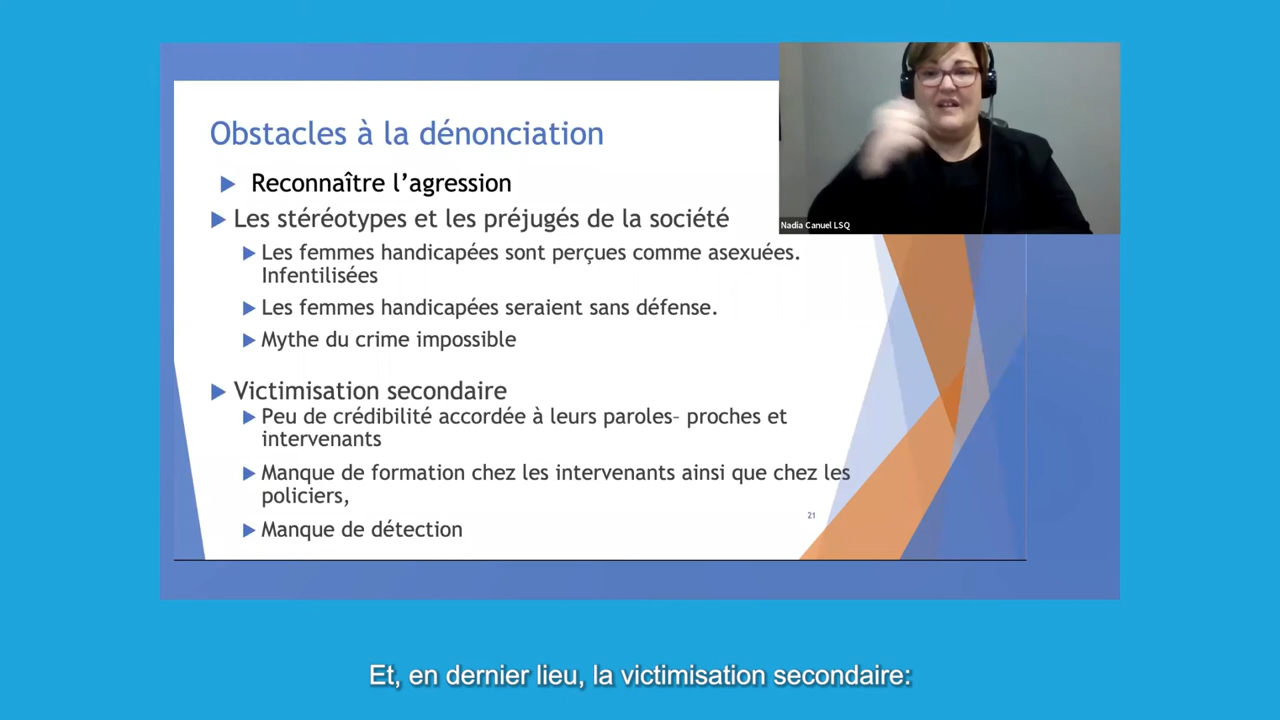 Obstacles à la dénonciation
Reconnaître l'agression
Les stéréotypes et les préjugés de la société
Les femmes handicapées sont perçues comme asexuées.
Infentilisées
Les femmes handicapées seraient sans défense.
Mythe du crime impossible
Victimisation secondaire
Peu de crédibilité accordée à leurs paroles– proches et
intervenants
Manque de formation chez les intervenants ainsi que chez les
policiers,
Manque de détection
21
Nadia Canuel LSQ
Et, en dernier lieu, la victimisation secondaire: